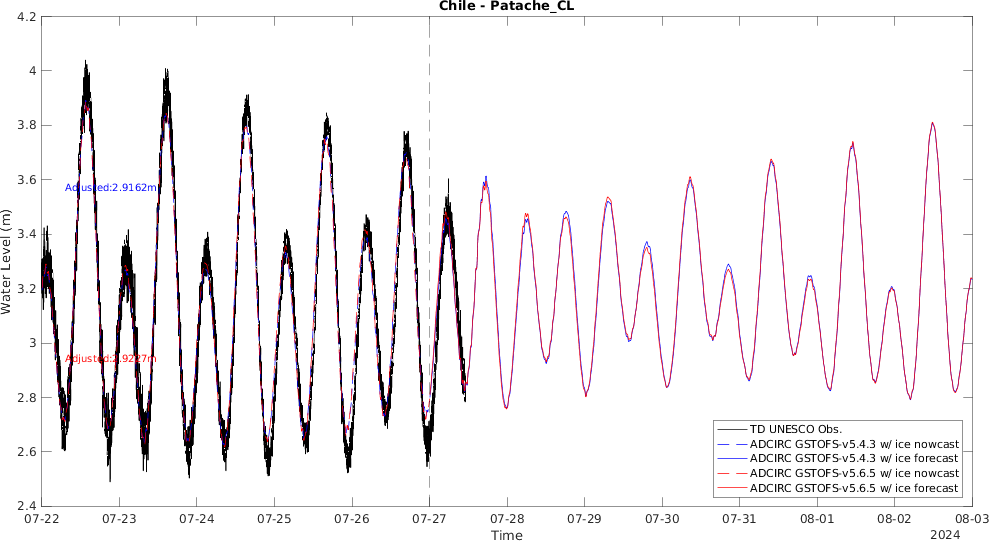 Chile - Patache_CL
4.2
4
3.8
3.6
3.4
3.2
3
2.8
2.6
2.4
Water Level (m)
Adjusted:2.9162m
Adjusted:2.9227m
TD UNESCO Obs.
ADCIRC GSTOFS-v5.4.3 w/ ice nowcast
ADCIRC GSTOFS-v5.4.3 w/ ice forecast
ADCIRC GSTOFS-v5.6.5 w/ ice nowcast
ADCIRC GSTOFS-v5.6.5 w/ ice forecast
07-22 07-23 07-24 07-25 07-26 07-27 07-28 07-29 07-30 07-31 08-01 08-02 08-03
Time
2024